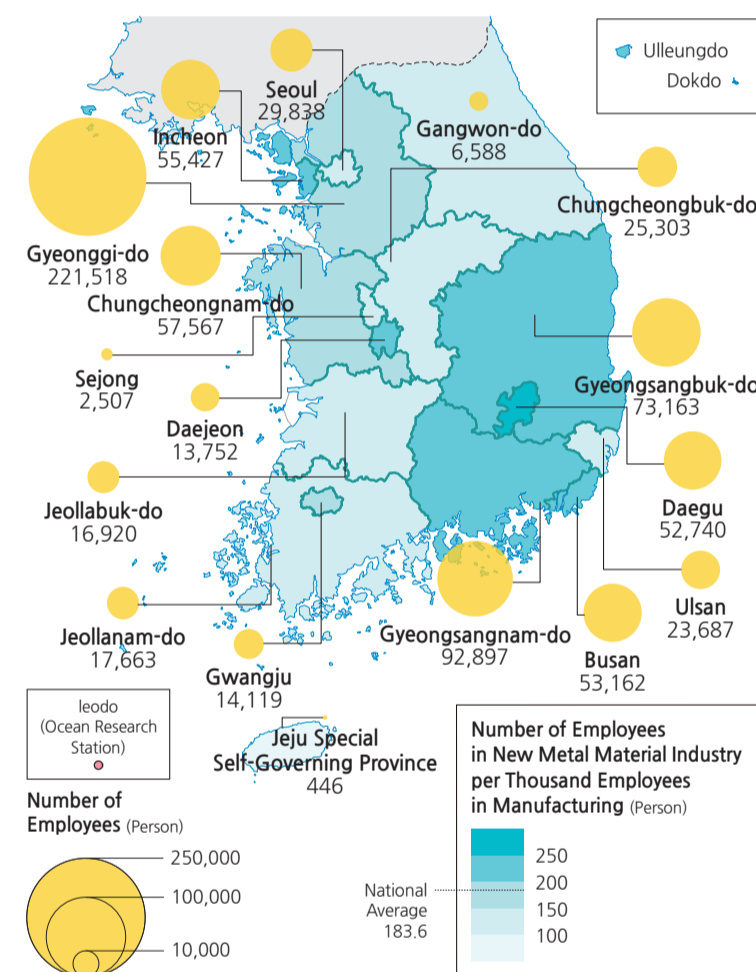 Ulleungdo
Dokdo
Seoul
29,838
Incheon
55,427
Gangwon-do
6,588
Chungcheongbuk-do
25,303
Gyeonggi-do
221,518
Chungcheongnam-do
57,567
Sejong
2,507
Gyeongsangbuk-do
73,163
Daejeon
13,752
Daegu
52,740
Jeollabuk-do
16,920
Ulsan
23,687
Jeollanam-do
17,663
Gyeongsangnam-do
92,897
Busan
53,162
Gwangju
14,119
Ieodo
(Ocean Research
Station)
Jeju Special
Self-Governing Province
446
Number of
Employees (Person)
250,000
100,000
10,000
Number of Employees
in New Metal Material Industry
per Thousand Employees
in Manufacturing (Person)
250
200
150
100
National
Average
183.6